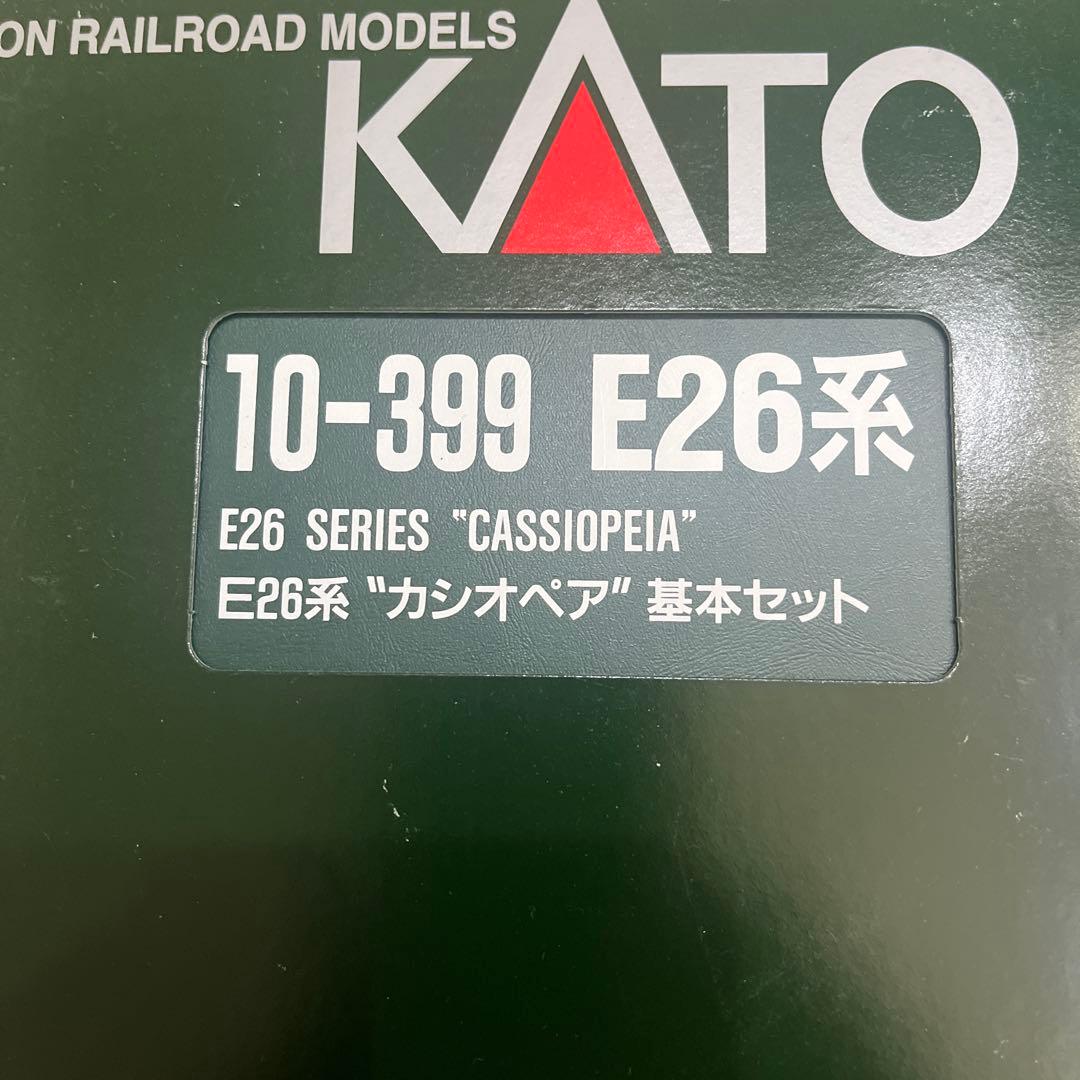 ON RAILROAD MODELS
KATO
10-399 E26系
E26 SERIES "CASSIOPEIA"
E26系 "カシオペア" 基本セット